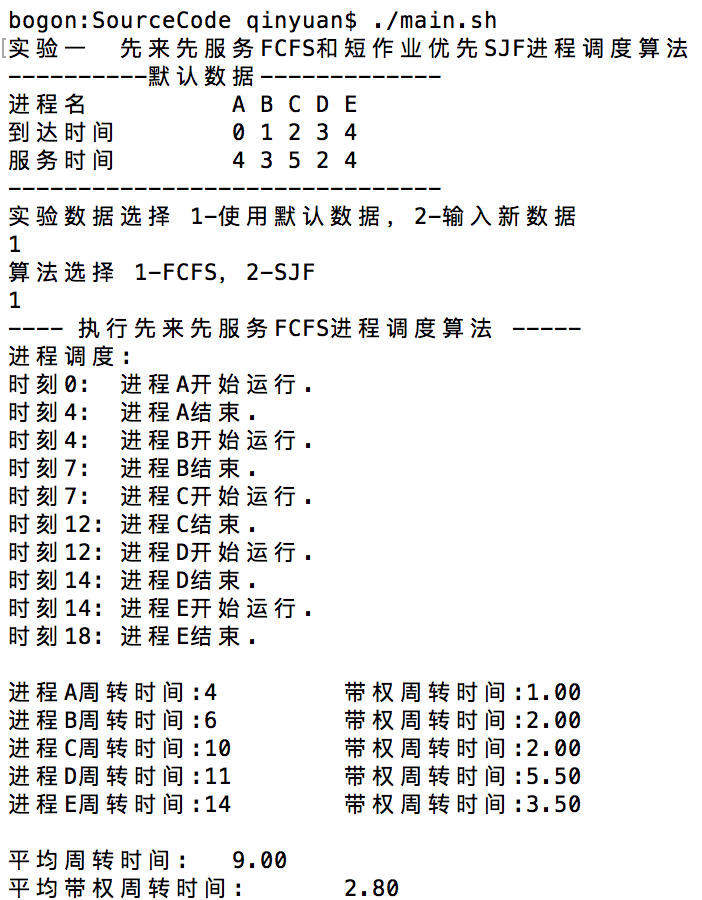 bogon:SourceCode qinyuan$ ./main.sh
[实验一  先来先服务FCFS和短作业优先SJF进程调度算法
----------默认数据-------------
进程名 A B C D E
到达时间 0 1 2 3 4
服务时间 4 3 5 2 4
-------------------------------
实验数据选择 1-使用默认数据, 2-输入新数据
1
算法选择 1-FCFS, 2-SJF
1
---- 执行先来先服务FCFS进程调度算法 -----
进程调度:
时刻0: 进程A开始运行.
时刻4: 进程A结束.
时刻4: 进程B开始运行.
时刻7: 进程B结束.
时刻7: 进程C开始运行.
时刻12: 进程C结束.
时刻12: 进程D开始运行.
时刻14: 进程D结束.
时刻14: 进程E开始运行.
时刻18: 进程E结束.
进程A周转时间:4 带权周转时间:1.00
进程B周转时间:6 带权周转时间:2.00
进程C周转时间:10 带权周转时间:2.00
进程D周转时间:11 带权周转时间:5.50
进程E周转时间:14 带权周转时间:3.50
平均周转时间: 9.00
平均带权周转时间: 2.80